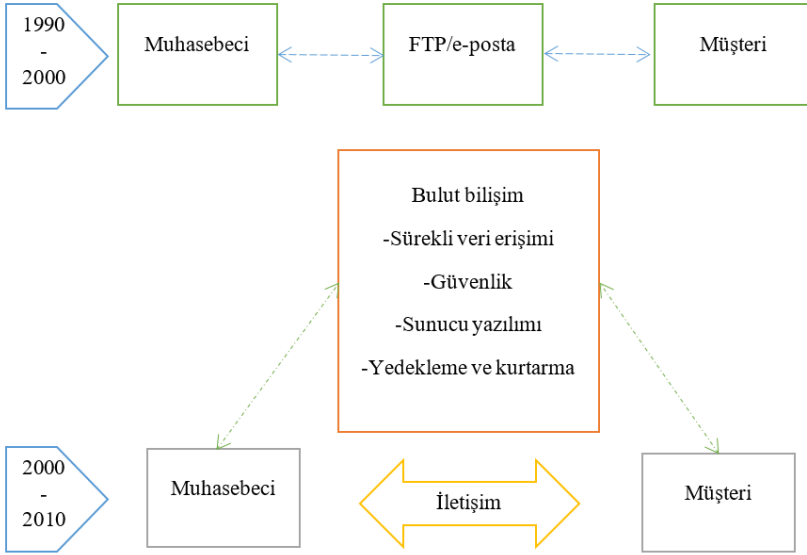 1990
-
2000
Muhasebeci
FTP/e-posta
Müşteri
Bulut bilişim
-Sürekli veri erişimi
-Güvenlik
-Sunucu yazılımı
-Yedekleme ve kurtarma
2000
-
2010
Muhasebeci
İletişim
Müşteri